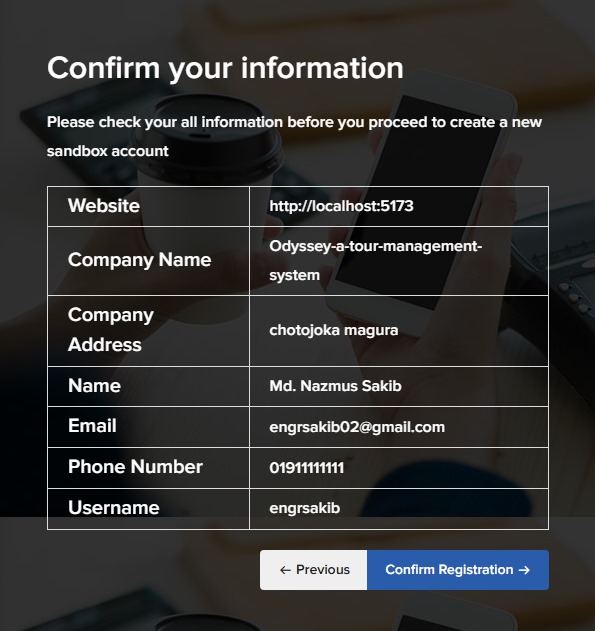 Confirm your information
Please check your all information before you proceed to create a new
sandbox account
Website http://localhost:5173
Company Name Odyssey-a-tour-management-
system
Company
Address chotojoka magura
Name Md. Nazmus Sakib
Email engrsakib02@gmail.com
Phone Number 01911111111
Username engrsakib
← Previous Confirm Registration →